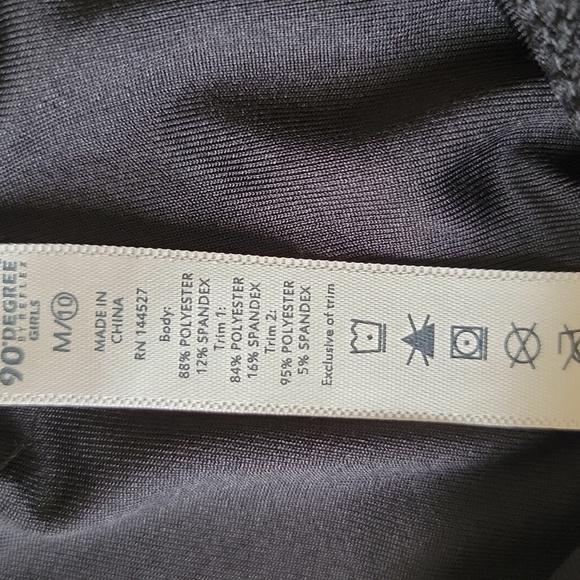 90°DEGREE
BY REFLEX
GIRLS
M/10
MADE IN
CHINA
RN 144527
Body:
88% POLYESTER
12% SPANDEX
Trim 1:
84% POLYESTER
16% SPANDEX
Trim 2:
95% POLYESTER
5% SPANDEX
Exclusive of trim